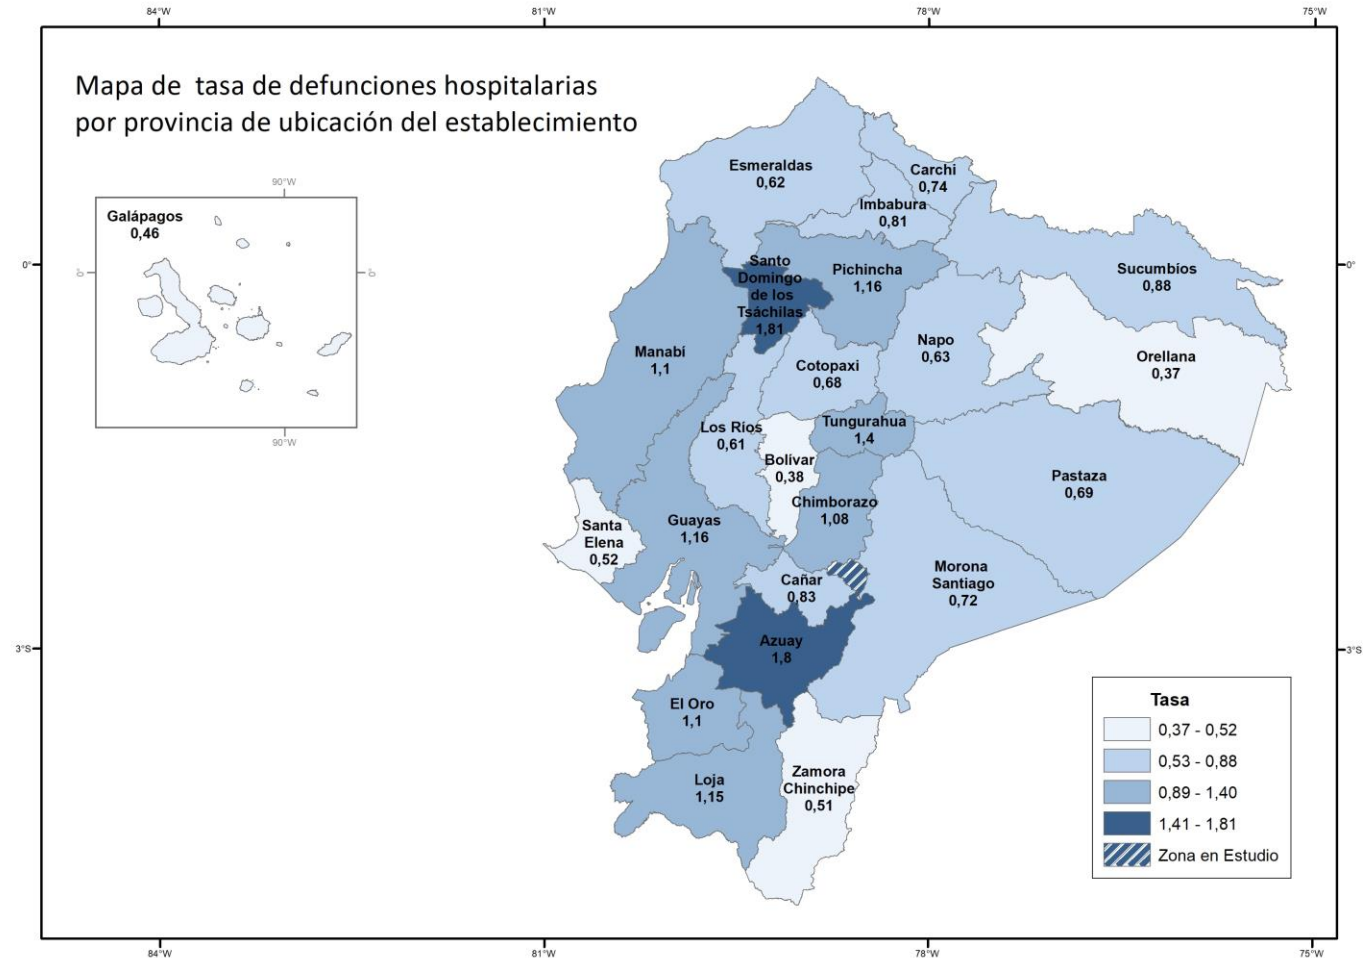 84°W
81°W
78°W
75°W
Mapa de tasa de defunciones hospitalarias
por provincia de ubicación del establecimiento
90°W
Galápagos
0,46
0°
0°
90°W
0°
0°
3°S
3°S
Esmeraldas
0,62
Carchi
0,74
Imbabura
0,81
Santo
Domingo
de los
Tsáchilas
1,81
Pichincha
1,16
Sucumbíos
0,88
Manabí
1,1
Napo
0,63
Orellana
0,37
Cotopaxi
0,68
Los Ríos
0,61
Tungurahua
1,4
Bolívar
0,38
Pastaza
0,69
Chimborazo
1,08
Santa
Elena
0,52
Guayas
1,16
Cañar
0,83
Morona
Santiago
0,72
Azuay
1,8
El Oro
1,1
Loja
1,15
Zamora
Chinchipe
0,51
Tasa
0,37 - 0,52
0,53 - 0,88
0,89 - 1,40
1,41 - 1,81
Zona en Estudio
84°W
81°W
78°W
75°W